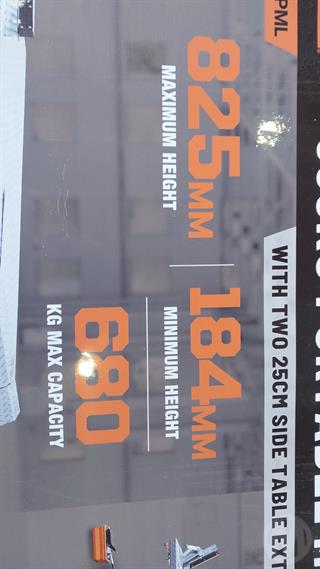 PML
WITH TWO 25CM SIDE TABLE EXT
825MM
MAXIMUM HEIGHT
184MM
MINIMUM HEIGHT
680
KG MAX CAPACITY